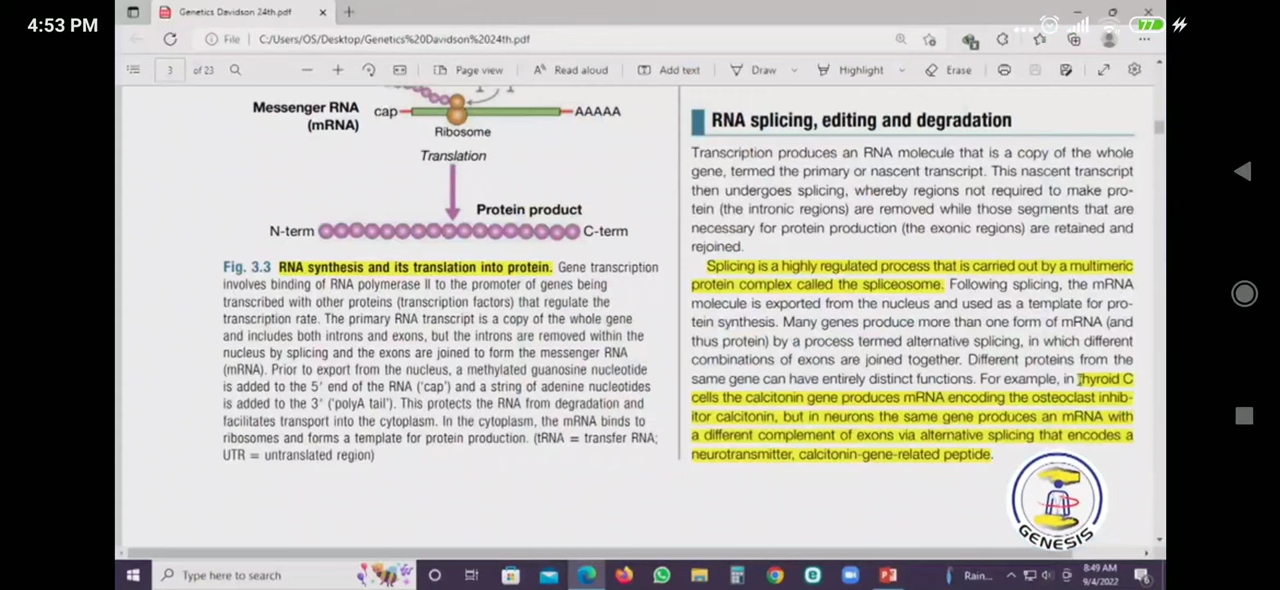 4:53 PM
77
Genetics Davidson 24th.pdf
File C:/Users/OS/Desktop/Genetics%20Davidson%2024th.pdf
3 of 23 Page view Read aloud Add text Draw Highlight Erase
Messenger RNA
(mRNA)
cap
AAAAA
Ribosome
Translation
Protein product
N-term
C-term
Fig. 3.3 RNA synthesis and its translation into protein. Gene transcription
involves binding of RNA polymerase II to the promoter of genes being
transcribed with other proteins (transcription factors) that regulate the
transcription rate. The primary RNA transcript is a copy of the whole gene
and includes both introns and exons, but the introns are removed within the
nucleus by splicing and the exons are joined to form the messenger RNA
(mRNA). Prior to export from the nucleus, a methylated guanosine nucleotide
is added to the 5′ end of the RNA (‘cap’) and a string of adenine nucleotides
is added to the 3′ (‘polyA tail’). This protects the RNA from degradation and
facilitates transport into the cytoplasm. In the cytoplasm, the mRNA binds to
ribosomes and forms a template for protein production. (tRNA = transfer RNA;
UTR = untranslated region)
RNA splicing, editing and degradation
Transcription produces an RNA molecule that is a copy of the whole
gene, termed the primary or nascent transcript. This nascent transcript
then undergoes splicing, whereby regions not required to make pro-
tein (the intronic regions) are removed while those segments that are
necessary for protein production (the exonic regions) are retained and
rejoined.
Splicing is a highly regulated process that is carried out by a multimeric
protein complex called the spliceosome. Following splicing, the mRNA
molecule is exported from the nucleus and used as a template for pro-
tein synthesis. Many genes produce more than one form of mRNA (and
thus protein) by a process termed alternative splicing, in which different
combinations of exons are joined together. Different proteins from the
same gene can have entirely distinct functions. For example, in thyroid C
cells the calcitonin gene produces mRNA encoding the osteoclast inhib-
itor calcitonin, but in neurons the same gene produces an mRNA with
a different complement of exons via alternative splicing that encodes a
neurotransmitter, calcitonin-gene-related peptide.
GENESIS
Type here to search
Rain...
8:49 AM
9/4/2022
6